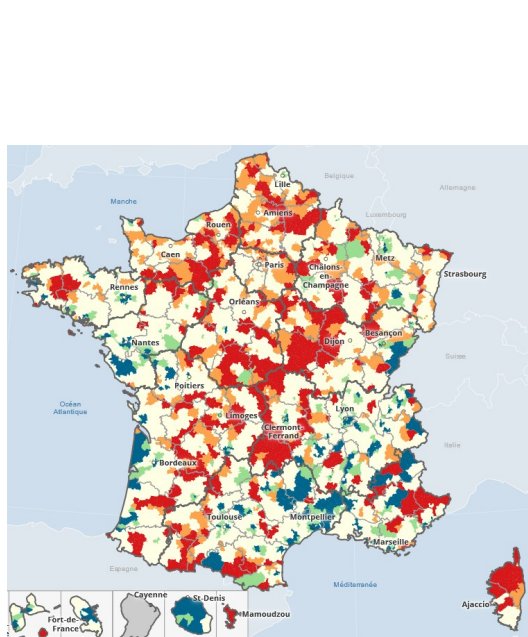 Belgique
Lille
Allemagne
Manche
Amiens
Luxembourg
Rouen
Caen
Paris
Châlons-
en
Champagne
Metz
Strasbourg
Rennes
Orléans
Besançon
Nantes
Dijon
Suisse
Poitiers
Océan
Atlantique
Limoges
Lyon
Clermont-
Ferrand
Italie
Bordeaux
Toulouse
Montpellier
Marseille
Espagne
Méditerranée
Ajaccio
Cayenne
St-Denis
Fort-de-
France
Mamoudzou